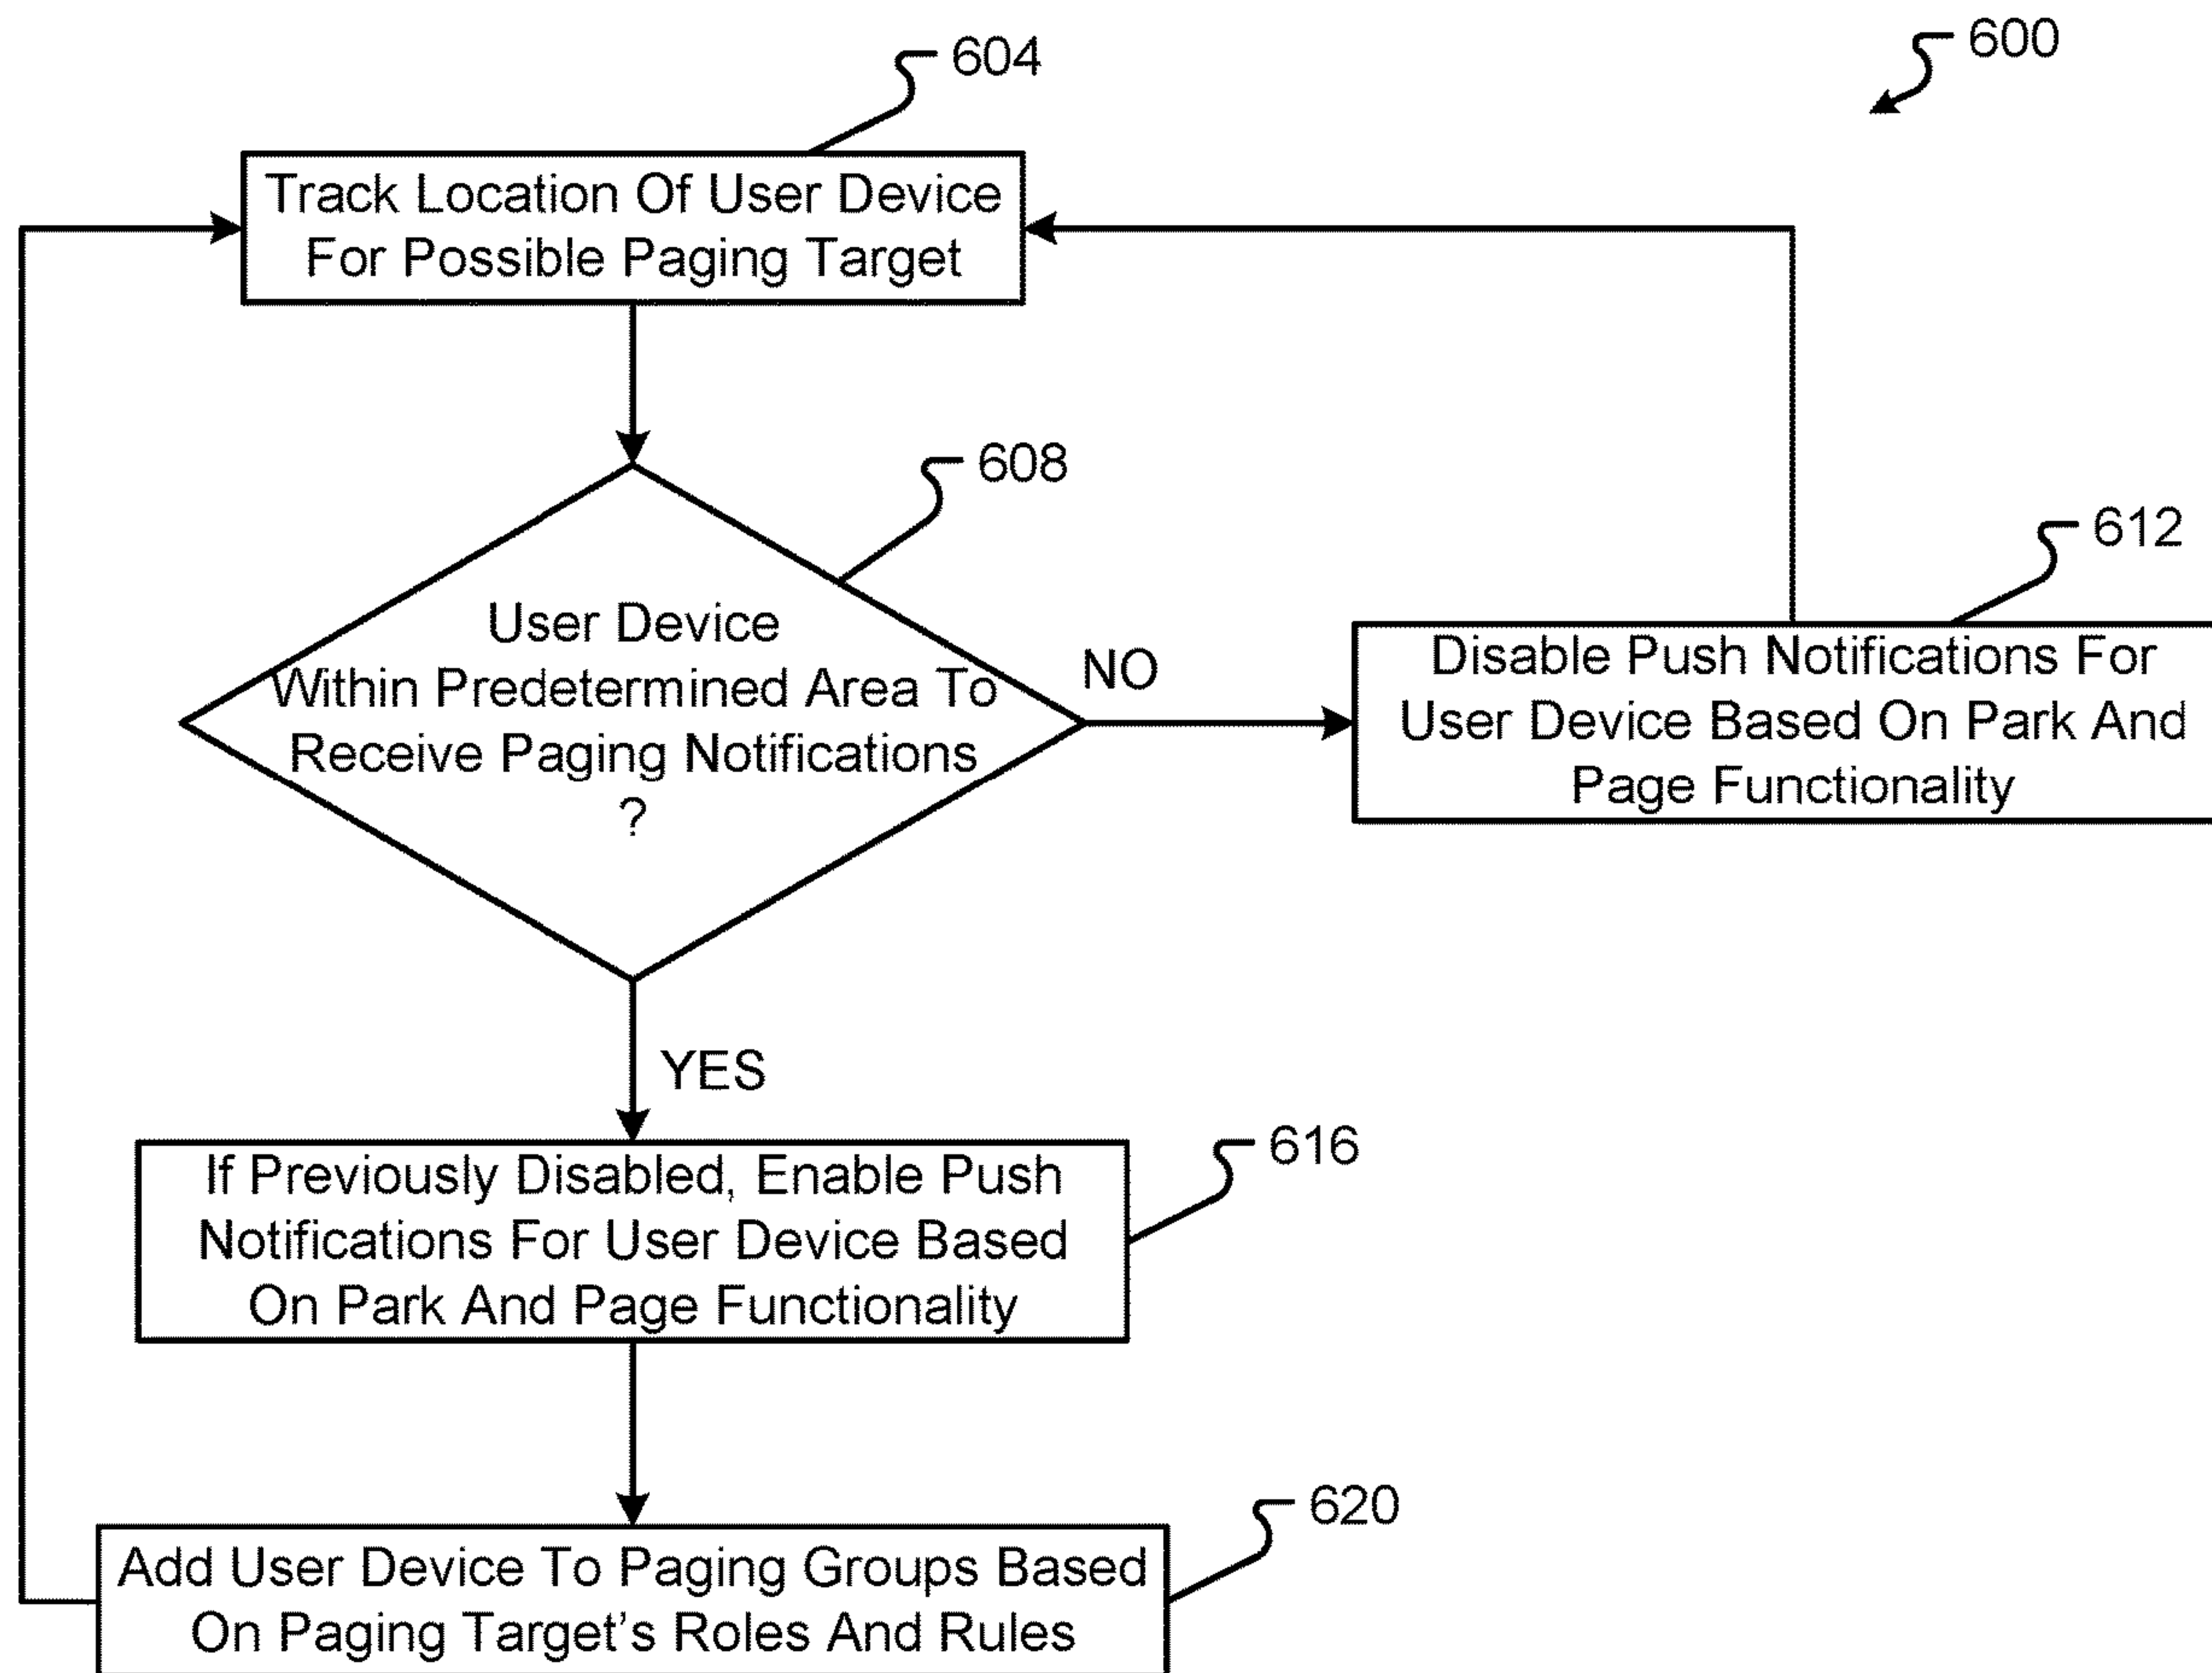 600
604
Track Location Of User Device
For Possible Paging Target
608
User Device
Within Predetermined Area To
Receive Paging Notifications
?
NO
612
Disable Push Notifications For
User Device Based On Park And
Page Functionality
YES
616
If Previously Disabled, Enable Push
Notifications For User Device Based
On Park And Page Functionality
620
Add User Device To Paging Groups Based
On Paging Target's Roles And Rules